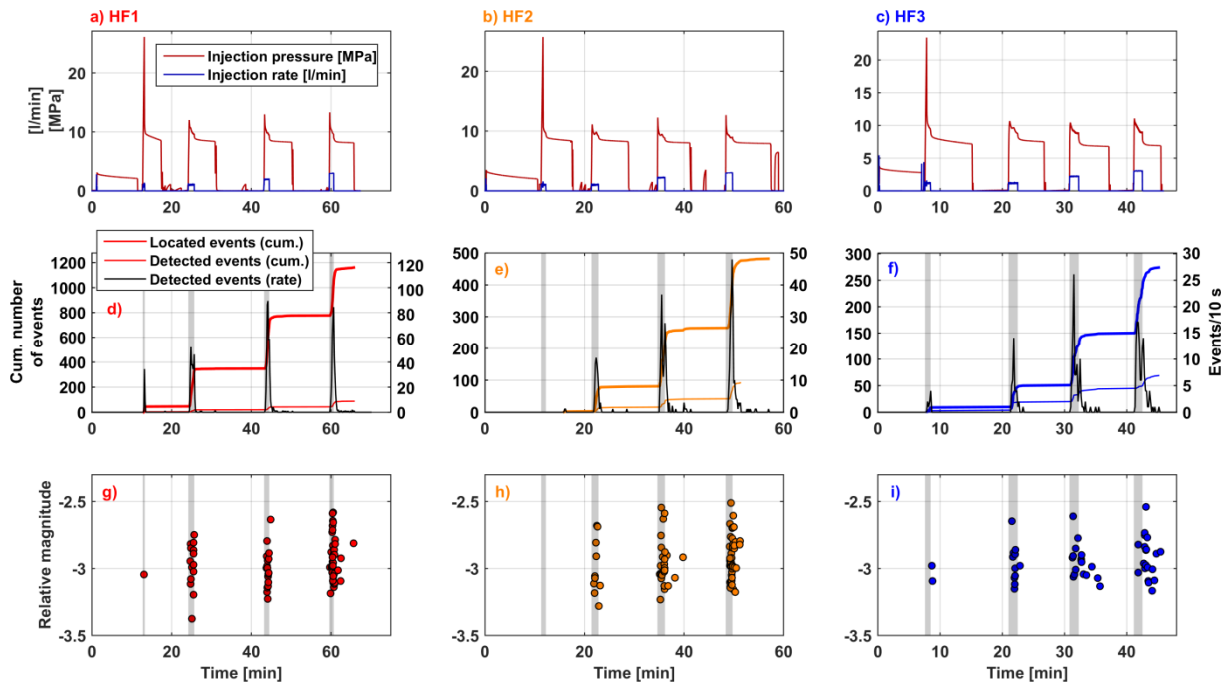 a) HF1
b) HF2
c) HF3
[l/min]
[MPa]
Injection pressure [MPa]
Injection rate [l/min]
20
10
0
0 20 40 60
25
20
15
10
5
0
0 20 40 60
25
20
15
10
5
0
0 10 20 30 40
Located events (cum.)
Detected events (cum.)
Detected events (rate)
d)
e)
f)
Cum. number
of events
1200
1000
800
600
400
200
0
120
100
80
60
40
20
0
0 20 40 60
500
400
300
200
100
0
50
40
30
20
10
0
0 20 40 60
300
250
200
150
100
50
0
30
25
20
15
10
5
0
Events/10 s
0 10 20 30 40
g)
h)
i)
Relative magnitude
-2.5
-3
-3.5
0 20 40 60
Time [min]
-2.5
-3
-3.5
0 20 40 60
Time [min]
-2.5
-3
-3.5
0 10 20 30 40
Time [min]